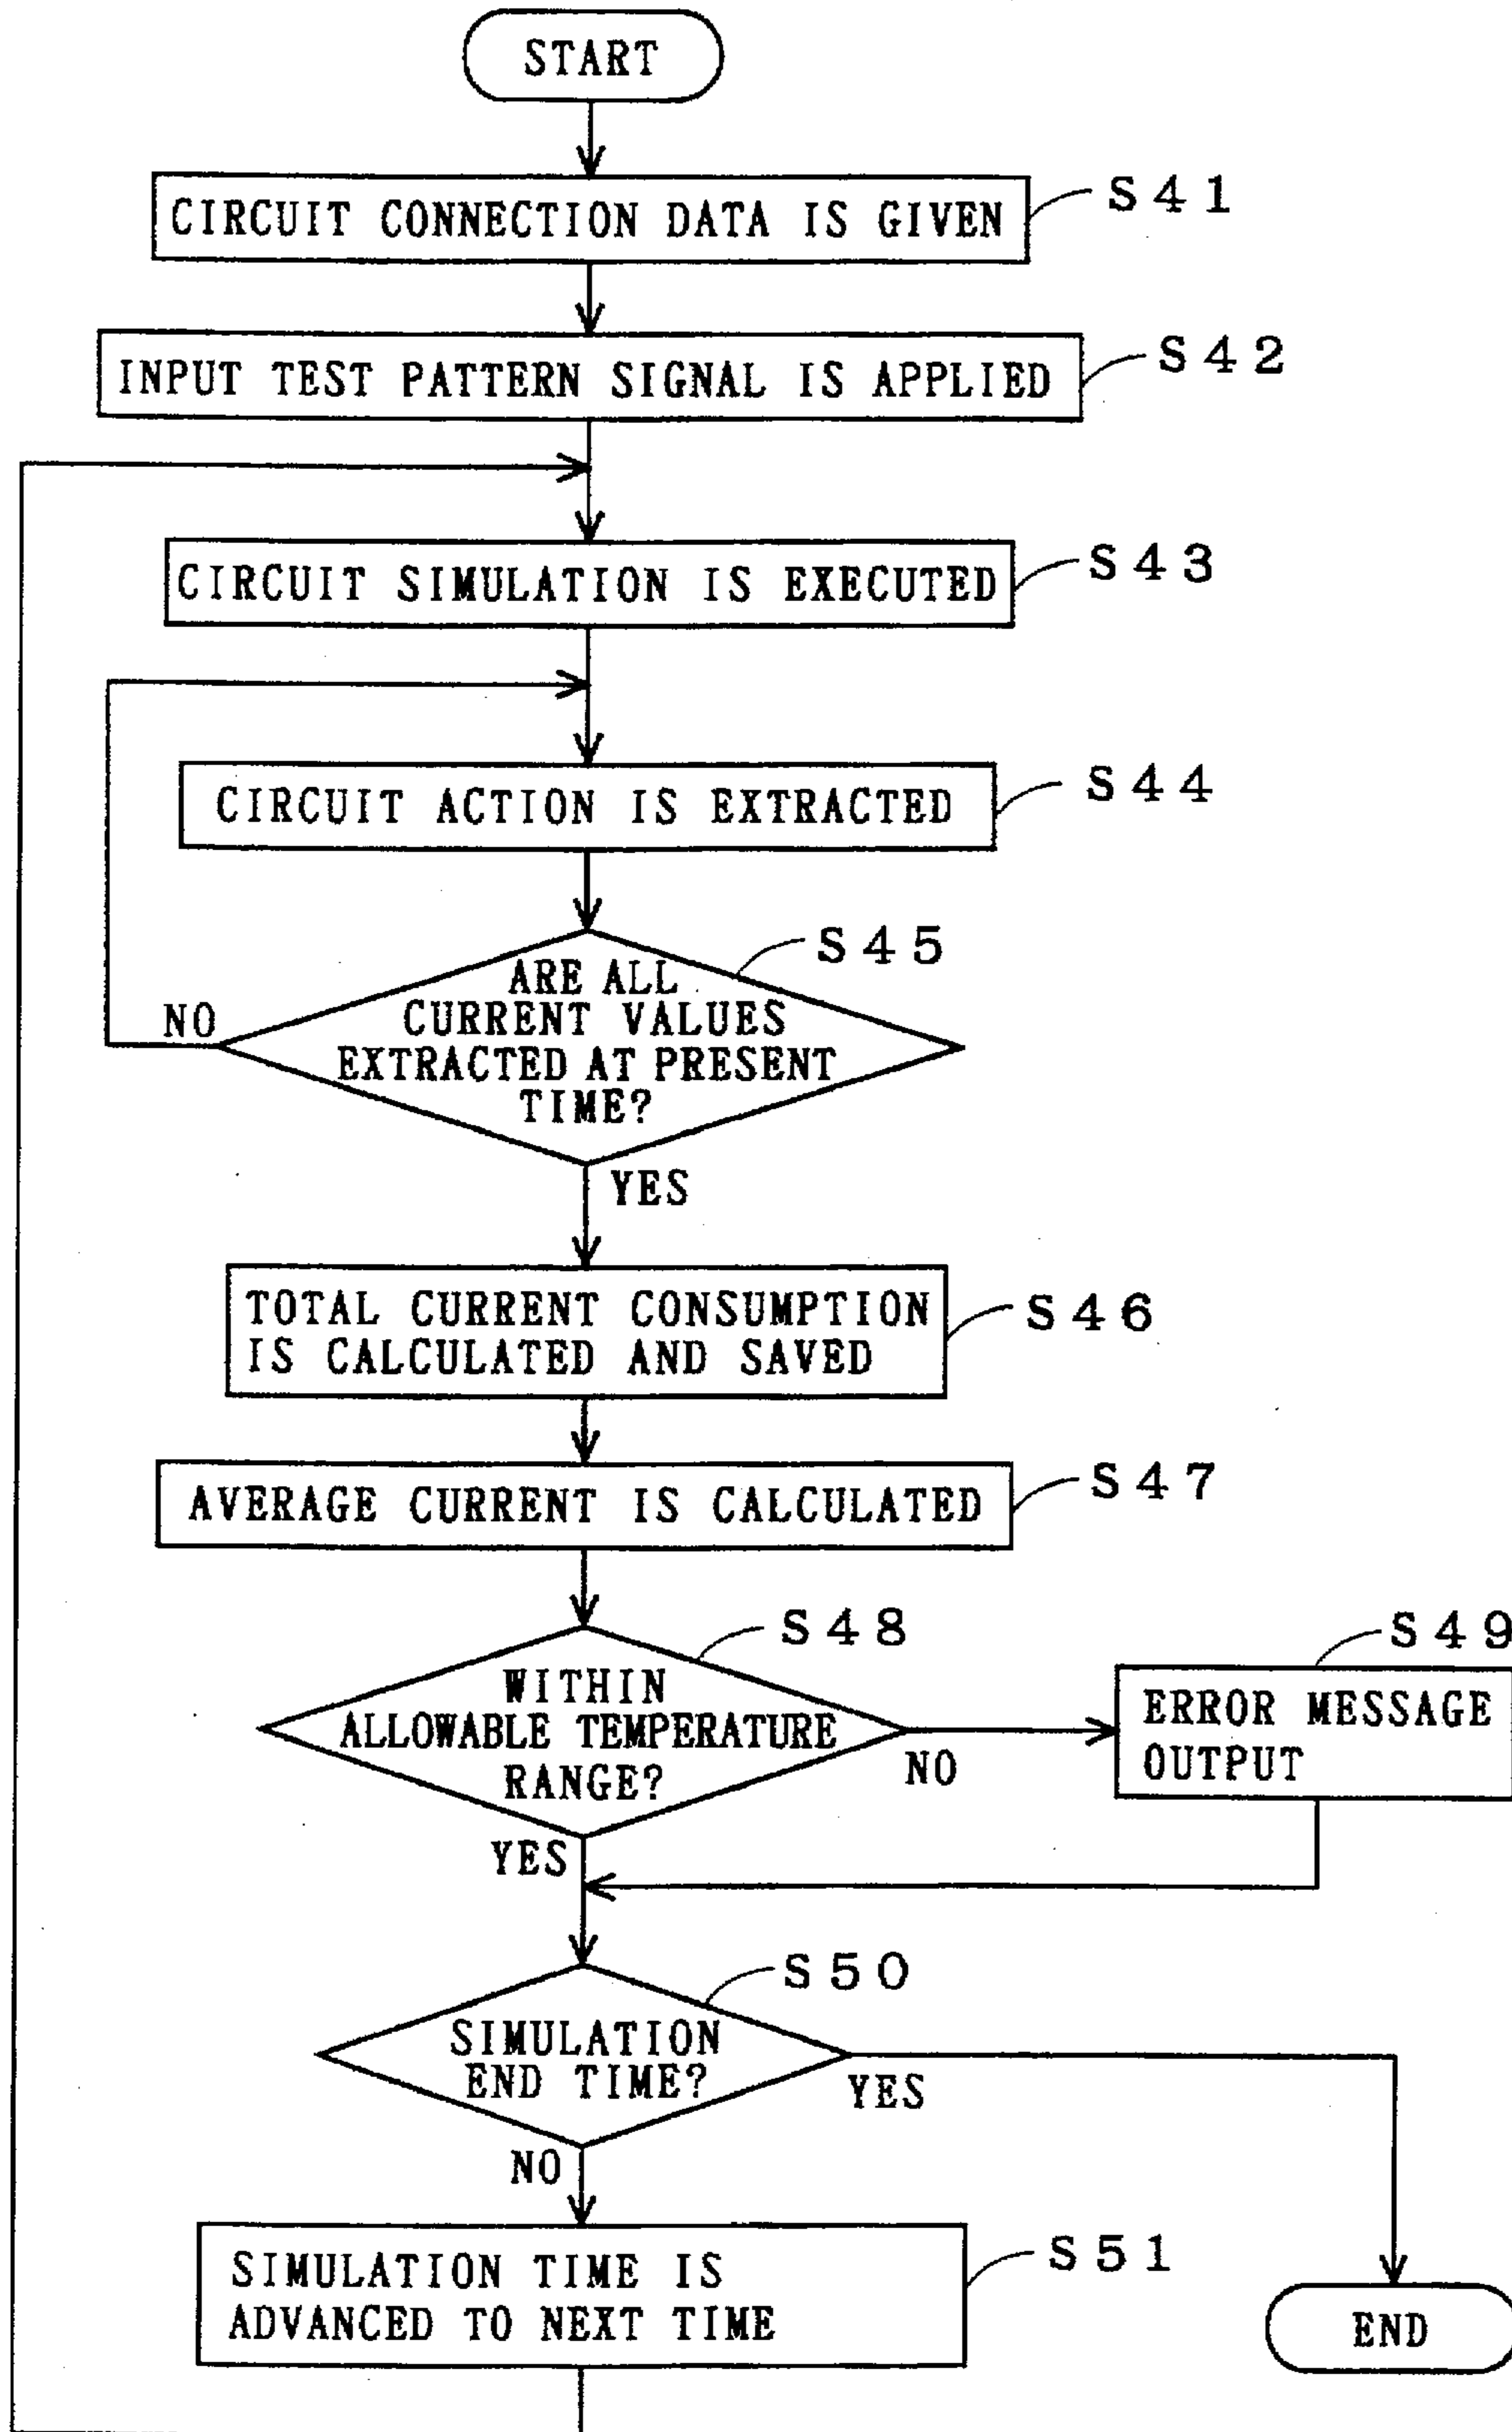 START
CIRCUIT CONNECTION DATA IS GIVEN
S41
INPUT TEST PATTERN SIGNAL IS APPLIED
S42
CIRCUIT SIMULATION IS EXECUTED
S43
CIRCUIT ACTION IS EXTRACTED
S44
S45
ARE ALL
CURRENT VALUES
EXTRACTED AT PRESENT
TIME?
NO
YES
TOTAL CURRENT CONSUMPTION
IS CALCULATED AND SAVED
S46
AVERAGE CURRENT IS CALCULATED
S47
S48
WITHIN
ALLOWABLE TEMPERATURE
RANGE?
NO
YES
S49
ERROR MESSAGE
OUTPUT
S50
SIMULATION
END TIME?
YES
NO
SIMULATION TIME IS
ADVANCED TO NEXT TIME
S51
END